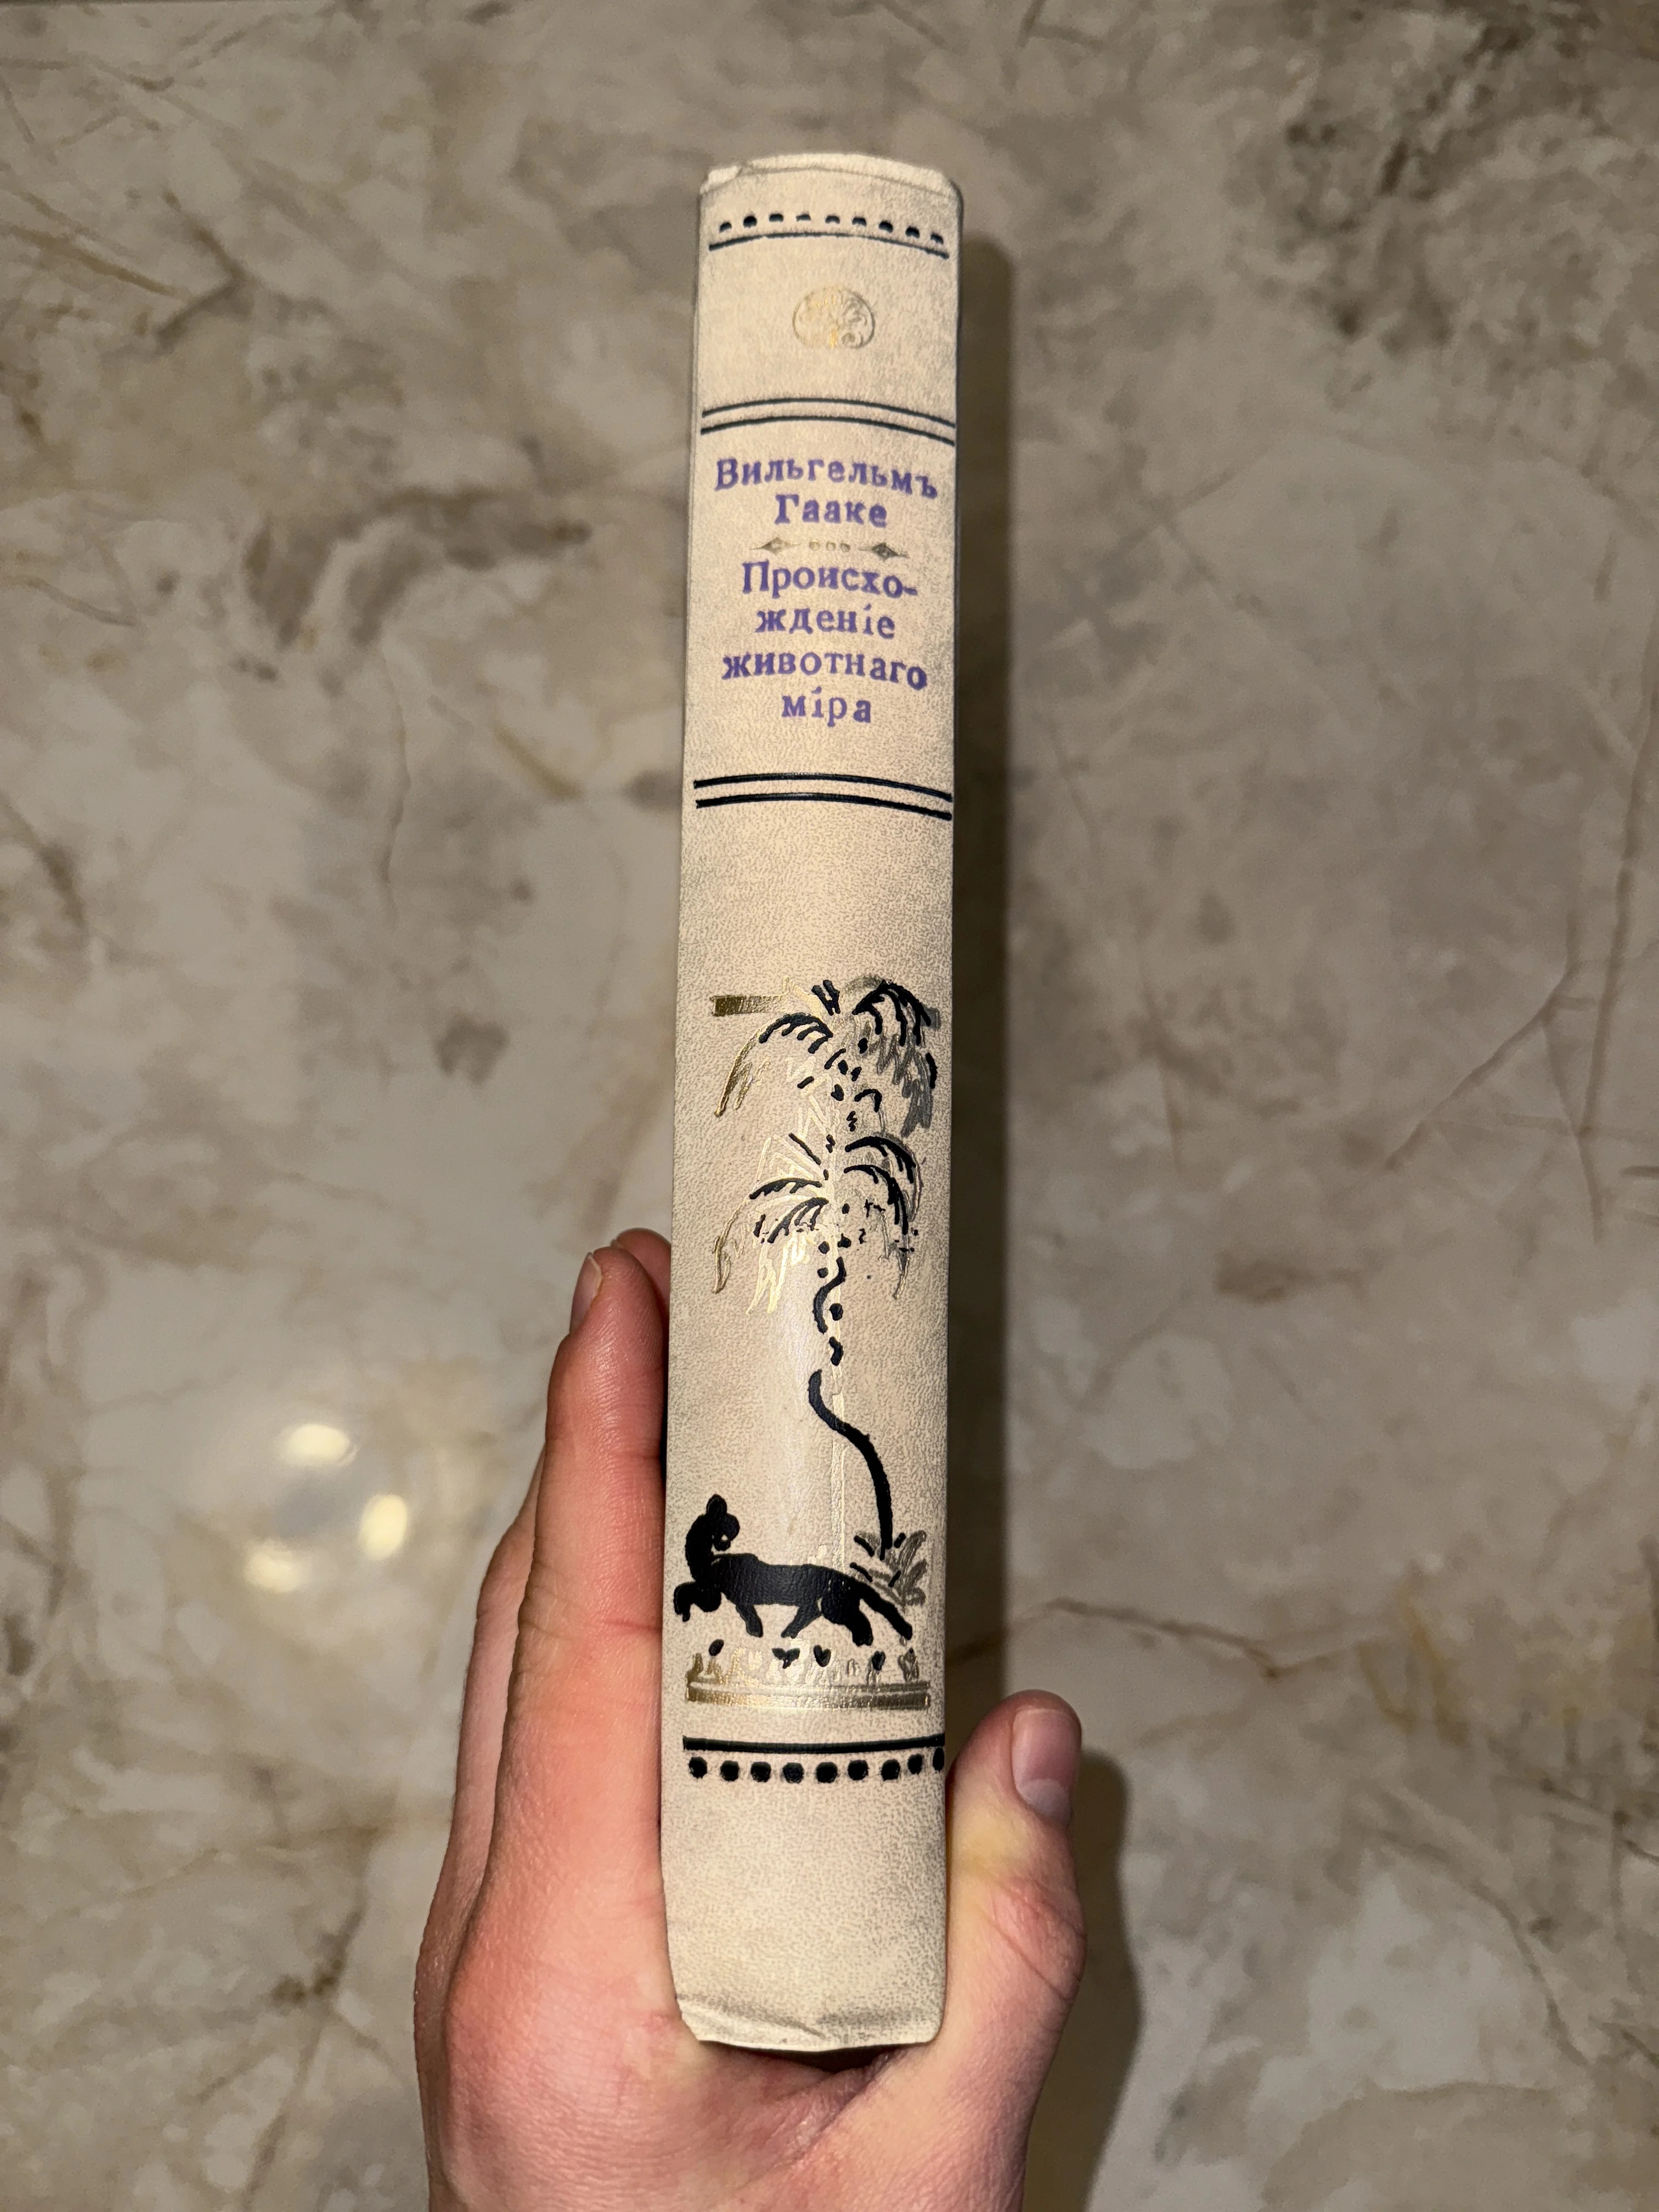 Вильгельмъ
Гааке
Происхо-
жденіе
животнаго
міра